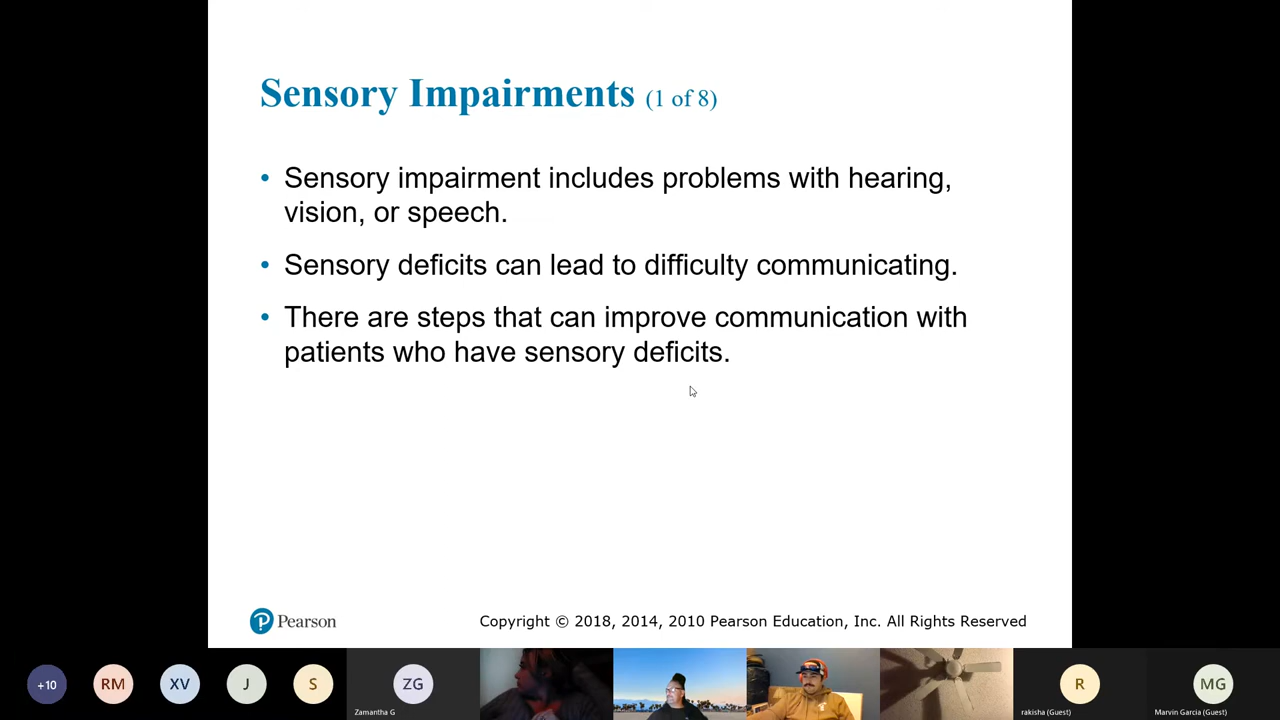 Sensory Impairments (1 of 8)
• Sensory impairment includes problems with hearing,
vision, or speech.
• Sensory deficits can lead to difficulty communicating.
• There are steps that can improve communication with
patients who have sensory deficits.
Pearson
Copyright © 2018, 2014, 2010 Pearson Education, Inc. All Rights Reserved
+10
RM
XV
J
S
ZG
Zamantha G
R
rakisha (Guest)
MG
Marvin Garcia (Guest)